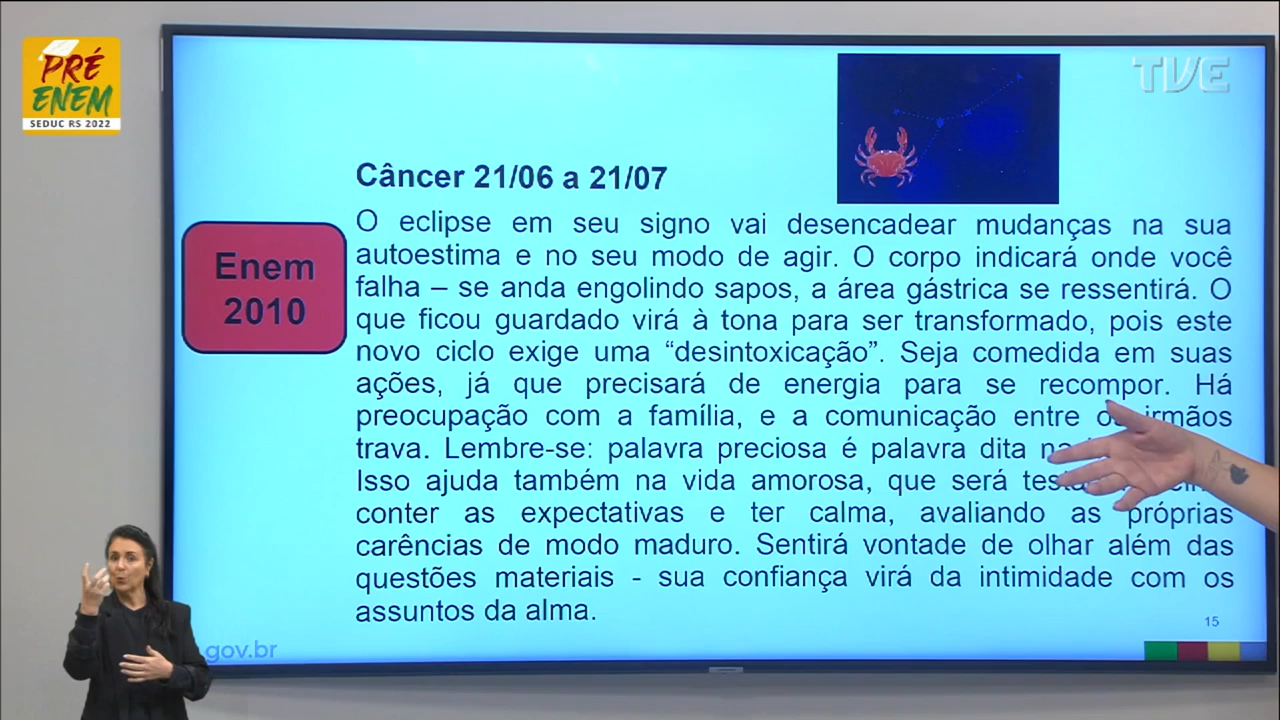 PRÉ
ENEM
SEDUC RS 2022
TVE
Câncer 21/06 a 21/07
Enem
2010
O eclipse em seu signo vai desencadear mudanças na sua
autoestima e no seu modo de agir. O corpo indicará onde você
falha – se anda engolindo sapos, a área gástrica se ressentirá. O
que ficou guardado virá à tona para ser transformado, pois este
novo ciclo exige uma “desintoxicação”. Seja comedida em suas
ações, já que precisará de energia para se recompor. Há
preocupação com a família, e a comunicação entre os irmãos
trava. Lembre-se: palavra preciosa é palavra dita
Isso ajuda também na vida amorosa, que será
conter as expectativas e ter calma, avaliando as próprias
carências de modo maduro. Sentirá vontade de olhar além das
questões materiais - sua confiança virá da intimidade com os
assuntos da alma.
15
.gov.br